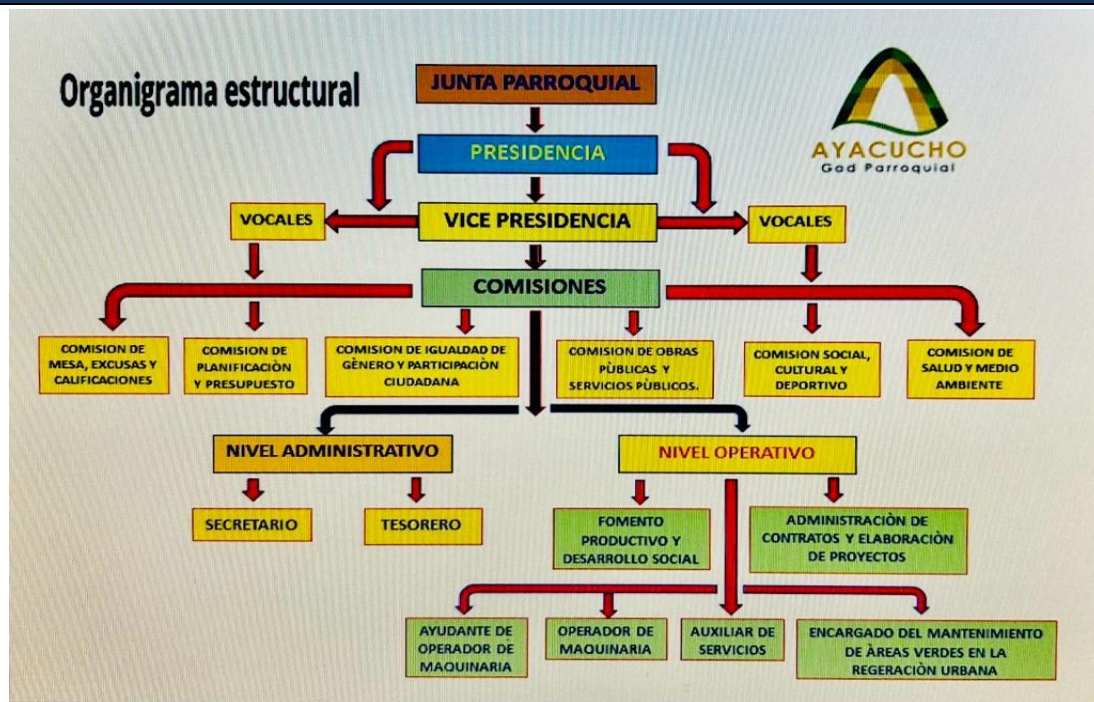 Organigrama estructural
JUNTA PARROQUIAL
AYACUCHO
Gad Parroquial
PRESIDENCIA
VOCALES
VICE PRESIDENCIA
VOCALES
COMISIONES
COMISION DE
MESA, EXCUSAS Y
CALIFICACIONES
COMISION DE
PLANIFICACIÒN
Y PRESUPUESTO
COMISION DE IGUALDAD DE
GÈNERO Y PARTICIPACIÒN
CIUDADANA
COMISION DE OBRAS
PÙBLICAS Y
SERVICIOS PÙBLICOS.
COMISION SOCIAL,
CULTURAL Y
DEPORTIVO
COMISION DE
SALUD Y MEDIO
AMBIENTE
NIVEL ADMINISTRATIVO
NIVEL OPERATIVO
SECRETARIO
TESORERO
FOMENTO
PRODUCTIVO Y
DESARROLLO SOCIAL
ADMINISTRACIÒN DE
CONTRATOS Y ELABORACIÒN
DE PROYECTOS
AYUDANTE DE
OPERADOR DE
MAQUINARIA
OPERADOR DE
MAQUINARIA
AUXILIAR DE
SERVICIOS
ENCARGADO DEL MANTENIMIENTO
DE ÀREAS VERDES EN LA
REGERACIÒN URBANA